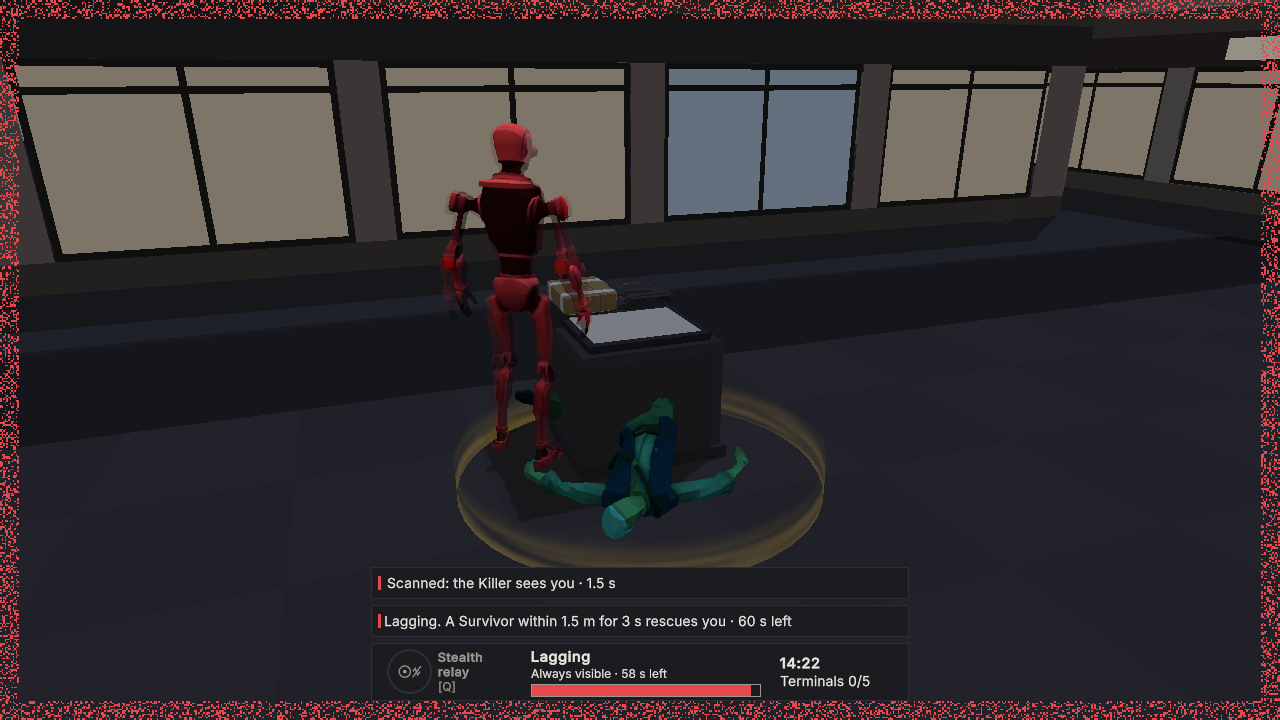 Scanned: the Killer sees you · 1.5 s
Lagging. A Survivor within 1.5 m for 3 s rescues you · 60 s left
Stealth
relay
[Q]
Lagging
Always visible · 58 s left
14:22
Terminals 0/5